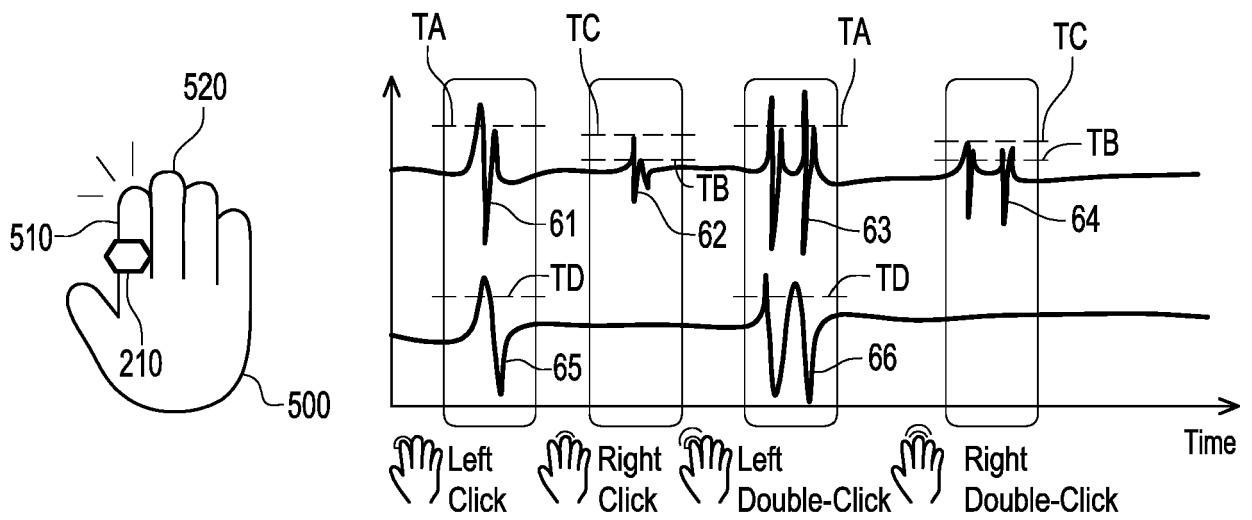 TA
TC
TA
TC
520
TB
TB
510
61
62
63
64
TD
TD
210
65
66
500
Time
Left
Click
Right
Click
Left
Double-Click
Right
Double-Click